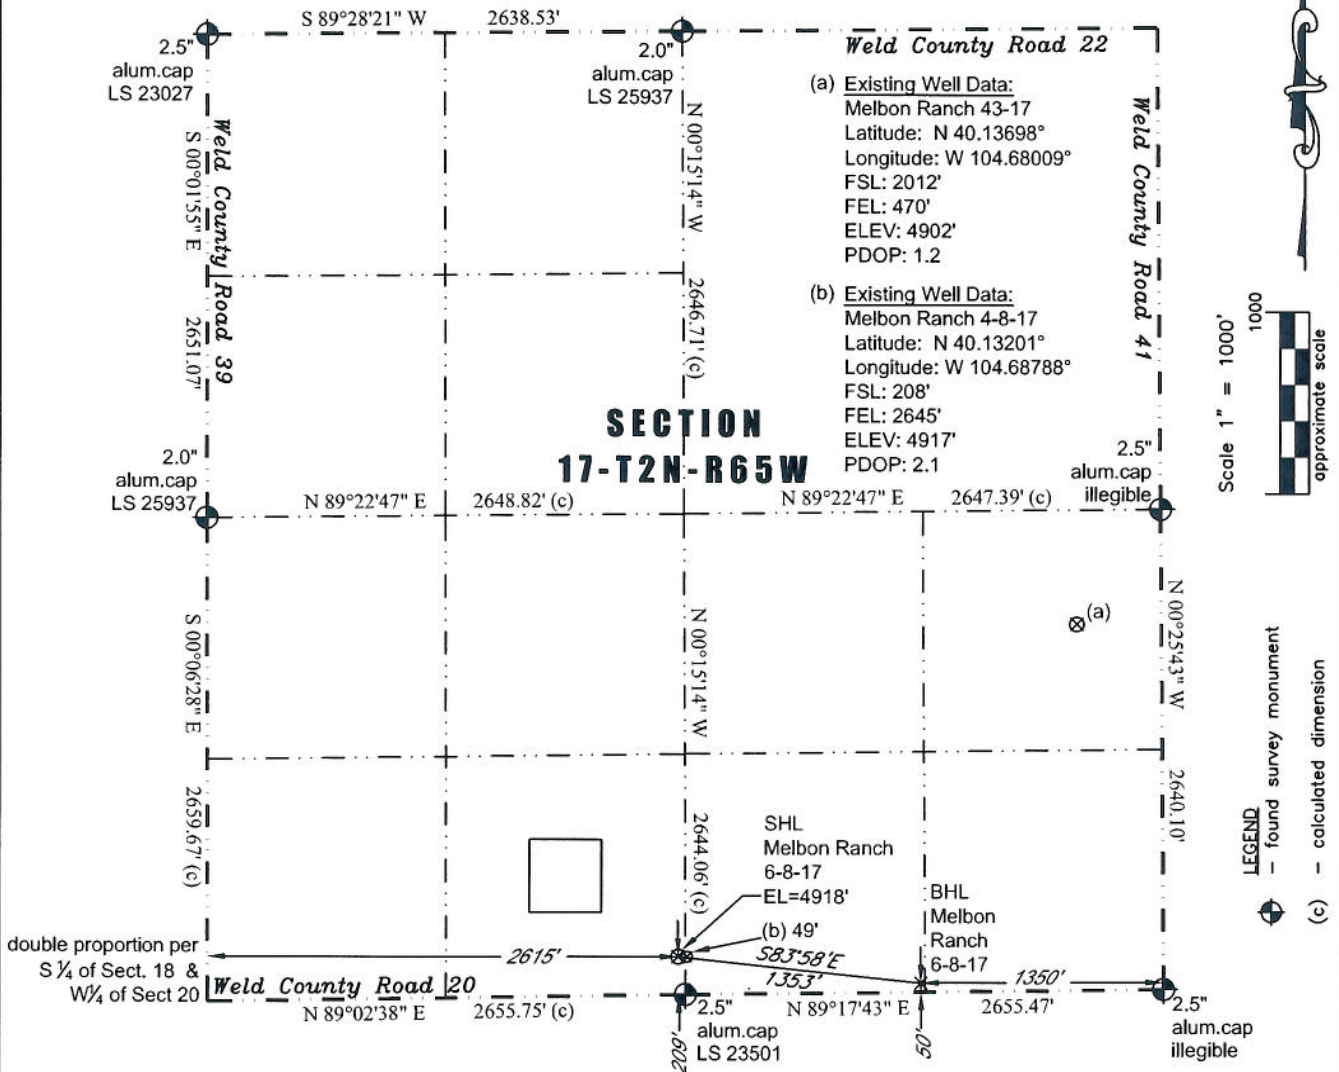 S 89°28'21" W 2638.53'
2.5"
alum.cap
LS 23027
2.0"
alum.cap
LS 25937
Weld County Road 22
(a) Existing Well Data:
Melbon Ranch 43-17
Latitude: N 40.13698°
Longitude: W 104.68009°
FSL: 2012'
FEL: 470'
ELEV: 4902'
PDOP: 1.2
(b) Existing Well Data:
Melbon Ranch 4-8-17
Latitude: N 40.13201°
Longitude: W 104.68788°
FSL: 208'
FEL: 2645'
ELEV: 4917'
PDOP: 2.1
S 00°01'55" E
2651.07'
Weld County Road 39
N 00°15'14" W
2646.71' (c)
Weld County Road 41
SECTION
17-T2N-R65W
2.0"
alum.cap
LS 25937
2.5"
alum.cap
illegible
N 89°22'47" E 2648.82' (c)
N 89°22'47" E 2647.39' (c)
1000
Scale 1" = 1000'
approximate scale
(a)
S 00°06'28" E
2659.67' (c)
N 00°15'14" W
2644.06' (c)
N 00°25'43" W
2640.10'
SHL
Melbon Ranch
6-8-17
EL=4918'
(b) 49'
BHL
Melbon
Ranch
6-8-17
S83°58'E
1353'
2615'
1350'
double proportion per
S ¼ of Sect. 18 &
W¼ of Sect 20
Weld County Road 20
N 89°02'38" E 2655.75' (c)
N 89°17'43" E 2655.47'
2.5"
alum.cap
LS 23501
209'
50'
2.5"
alum.cap
illegible
LEGEND
– found survey monument
(c) – calculated dimension